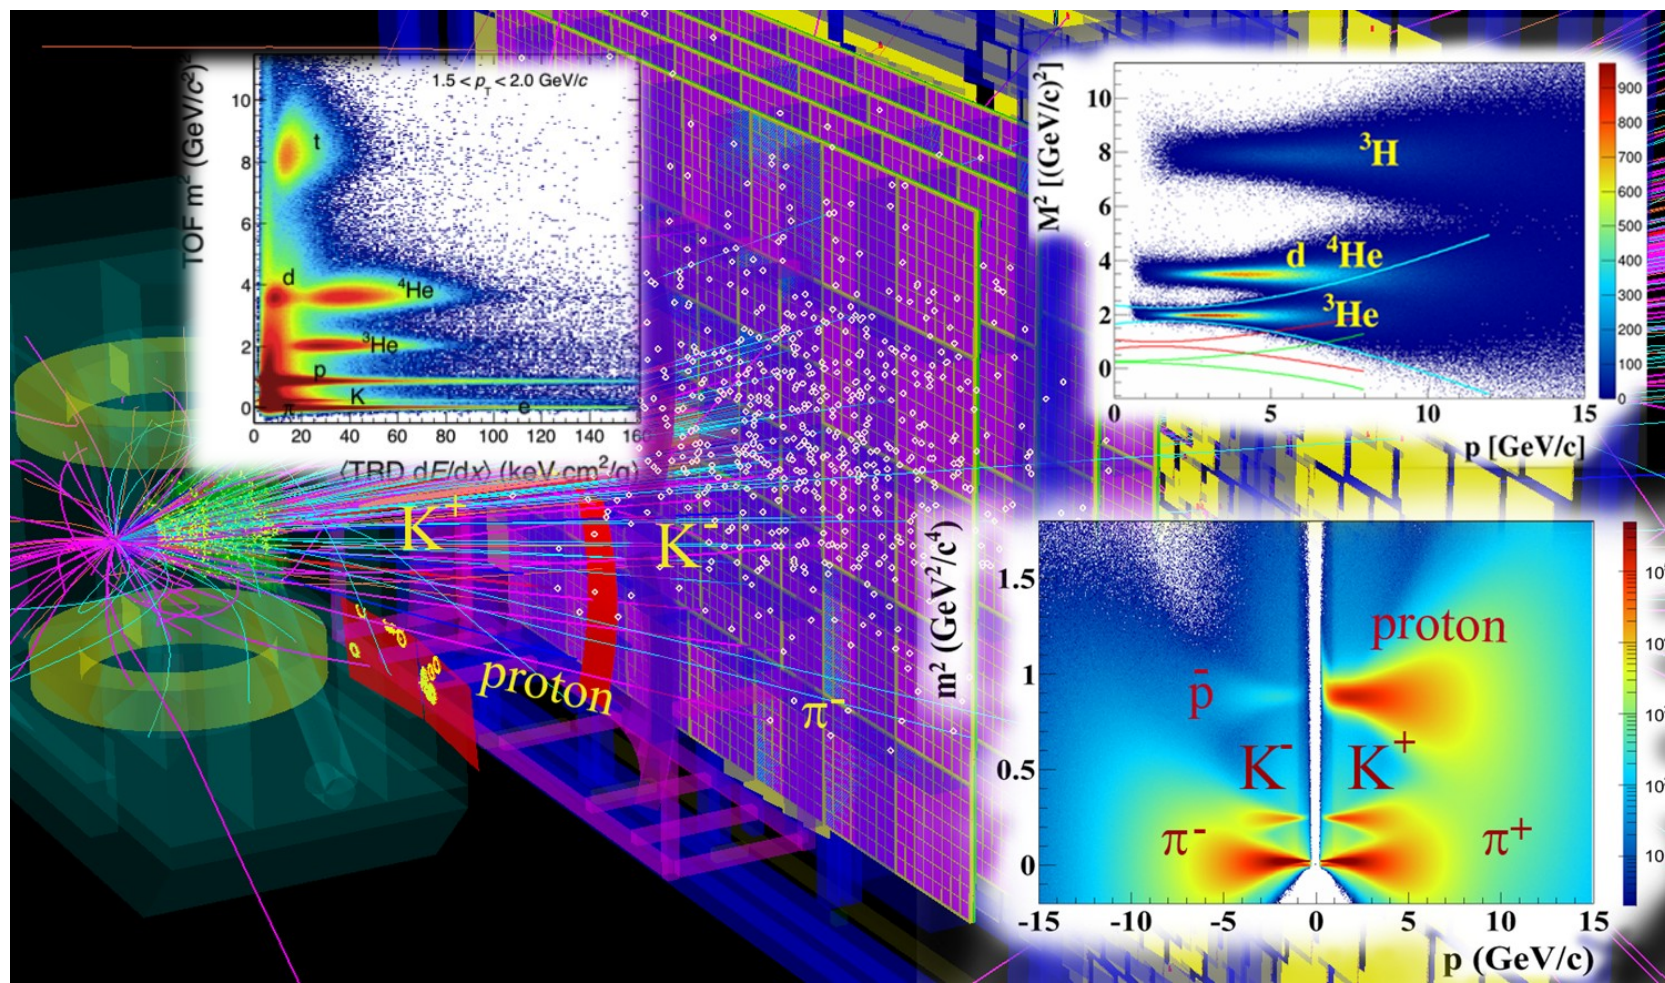 1.5 < pT < 2.0 GeV/c
TOF m² (GeV/c²)²
10
8
6
4
2
0
t
d
⁴He
³He
p
K
π
e
0 20 40 60 80 100 120 140 160
⟨TRD dE/dx⟩ (keV·cm²/g)
M² [(GeV/c)²]
10
8
6
4
2
0
³H
d ⁴He
³He
0 5 10 15
p [GeV/c]
900
800
700
600
500
400
300
200
100
0
K⁺
K⁻
proton
π⁻
m² (GeV²/c⁴)
1.5
1
0.5
0
proton
p̄
K⁻ K⁺
π⁻ π⁺
-15 -10 -5 0 5 10 15
p (GeV/c)
10